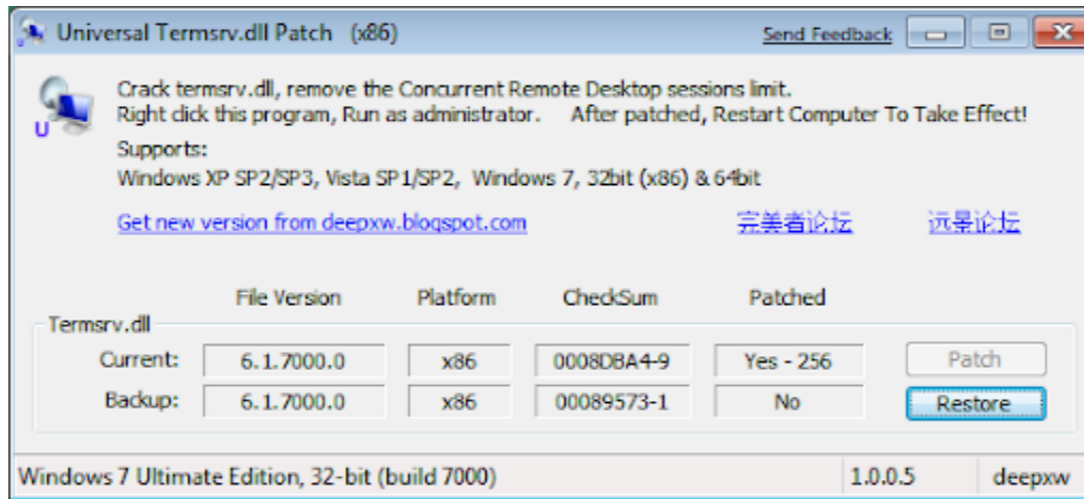 Universal Termsrv.dll Patch (x86)
Send Feedback
Crack termsrv.dll, remove the Concurrent Remote Desktop sessions limit.
Right click this program, Run as administrator. After patched, Restart Computer To Take Effect!
U
Supports:
Windows XP SP2/SP3, Vista SP1/SP2, Windows 7, 32bit (x86) & 64bit
Get new version from deepxw.blogspot.com 完美者论坛 远景论坛
File Version Platform CheckSum Patched
Termsrv.dll
Current: 6.1.7000.0 x86 0008DBA4-9 Yes - 256 Patch
Backup: 6.1.7000.0 x86 00089573-1 No Restore
Windows 7 Ultimate Edition, 32-bit (build 7000) 1.0.0.5 deepxw